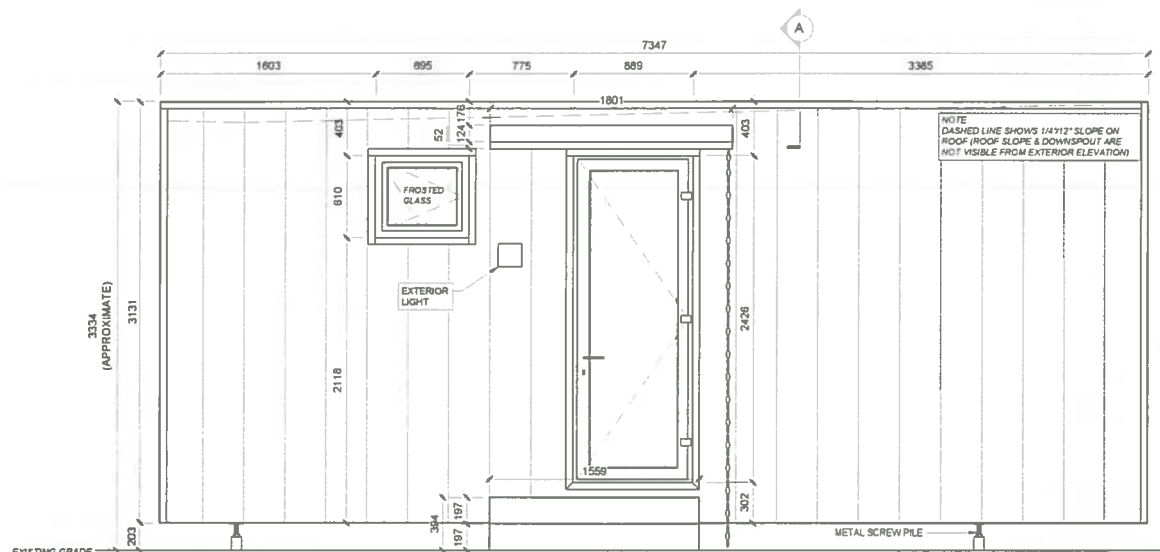 A
7347
1603
695
775
889
3385
1801
403
52
124
176
403
NOTE
DASHED LINE SHOWS 1/4"/12" SLOPE ON
ROOF (ROOF SLOPE & DOWNSPOUT ARE
NOT VISIBLE FROM EXTERIOR ELEVATION)
610
FROSTED
GLASS
EXTERIOR
LIGHT
3334
(APPROXIMATE)
3131
2426
2118
1559
302
394
197
197
203
METAL SCREW PILE
EXISTING GRADE